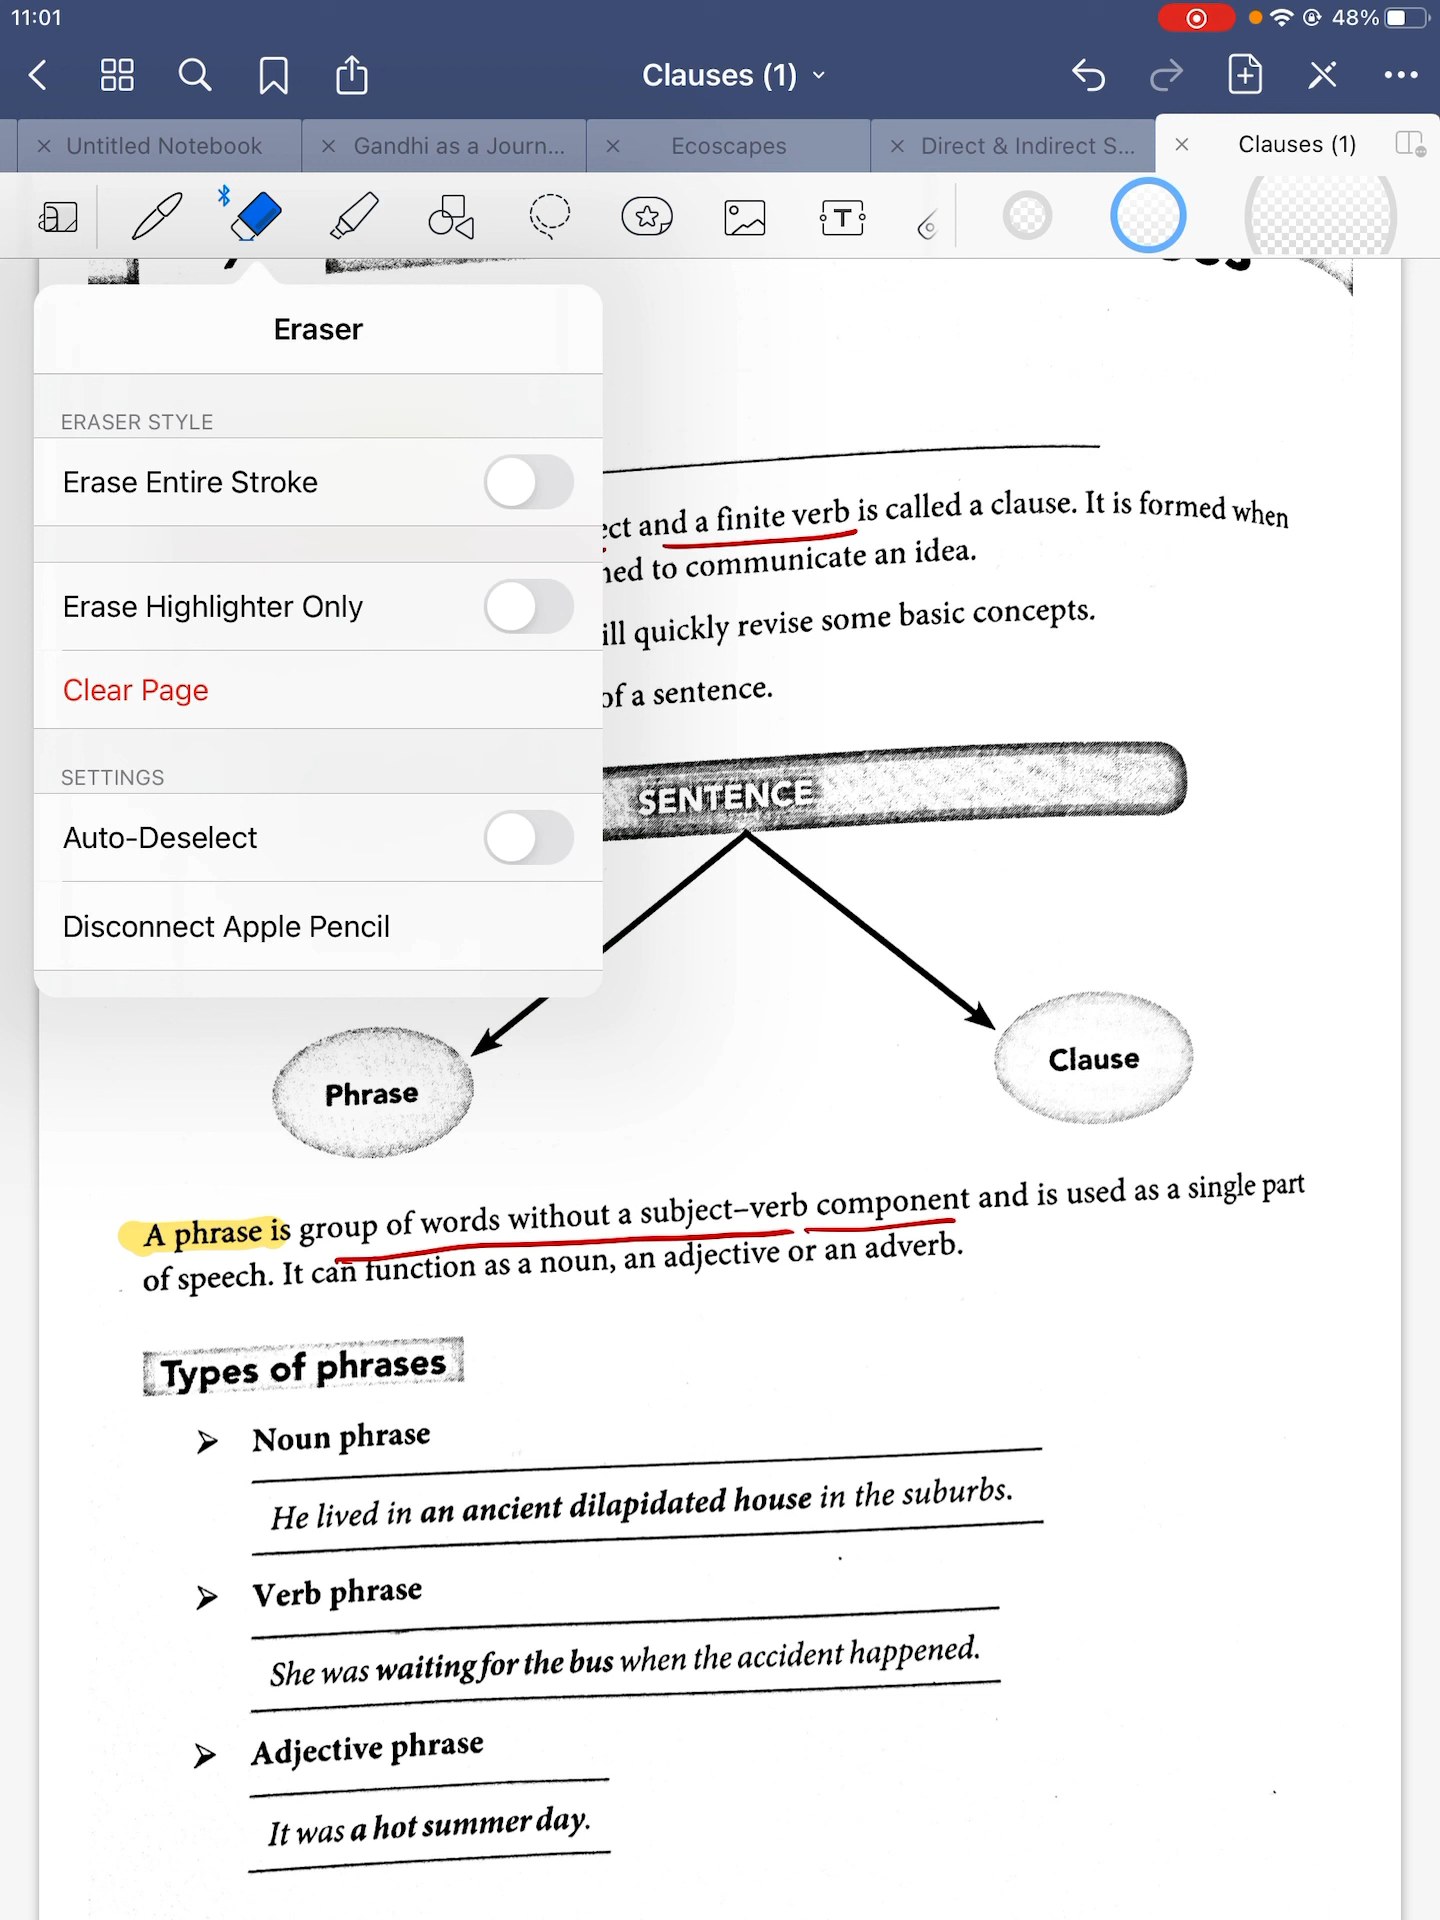 11:01
48%
Clauses (1)
Untitled Notebook
Gandhi as a Journ...
Ecoscapes
Direct & Indirect S...
Clauses (1)
Eraser
ERASER STYLE
Erase Entire Stroke
Erase Highlighter Only
Clear Page
SETTINGS
Auto-Deselect
Disconnect Apple Pencil
and a finite verb is called a clause. It is formed when
to communicate an idea.
quickly revise some basic concepts.
of a sentence.
SENTENCE
Phrase
Clause
A phrase is group of words without a subject–verb component and is used as a single part
of speech. It can function as a noun, an adjective or an adverb.
Types of phrases
➢ Noun phrase
He lived in an ancient dilapidated house in the suburbs.
➢ Verb phrase
She was waiting for the bus when the accident happened.
➢ Adjective phrase
It was a hot summer day.